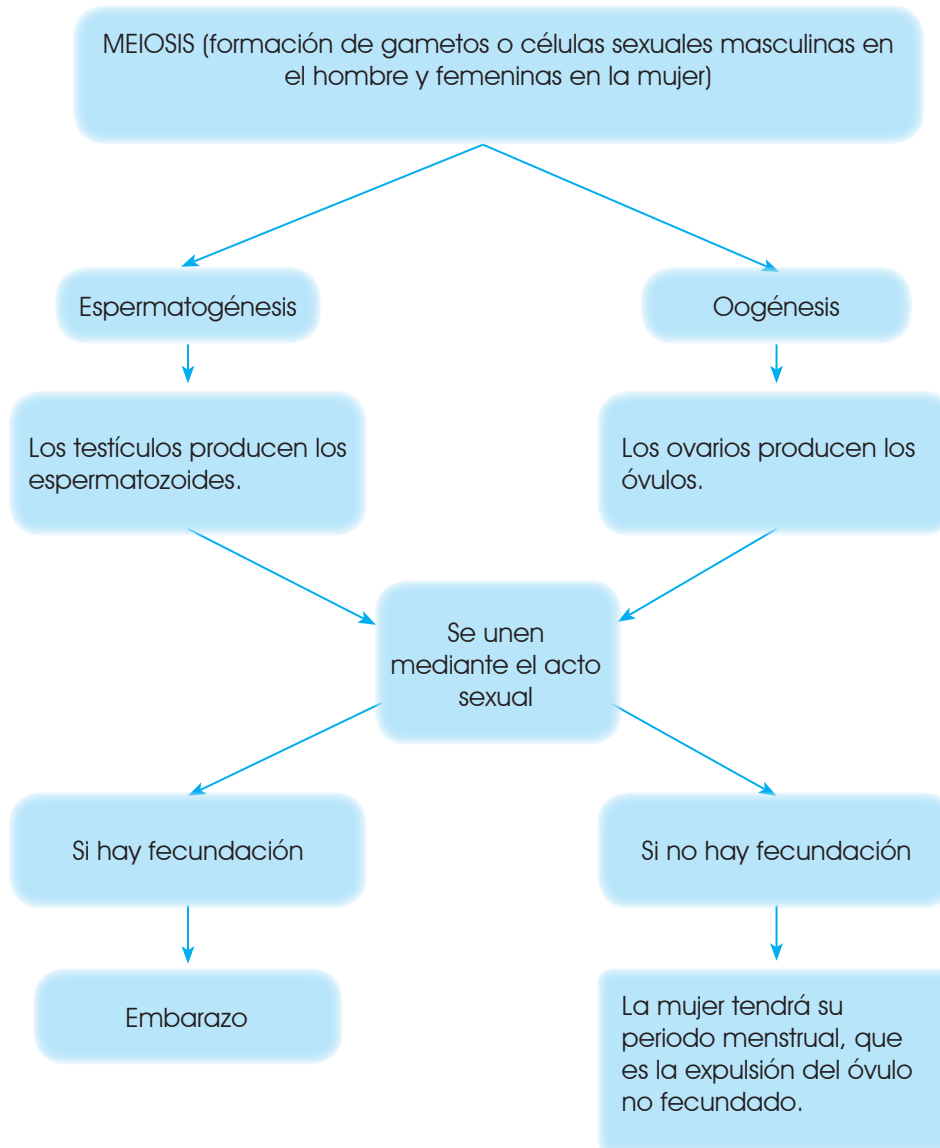 MEIOSIS (formación de gametos o células sexuales masculinas en
el hombre y femeninas en la mujer)
Espermatogénesis
Oogénesis
Los testículos producen los
espermatozoides.
Los ovarios producen los
óvulos.
Se unen
mediante el acto
sexual
Si hay fecundación
Si no hay fecundación
Embarazo
La mujer tendrá su
periodo menstrual, que
es la expulsión del óvulo
no fecundado.